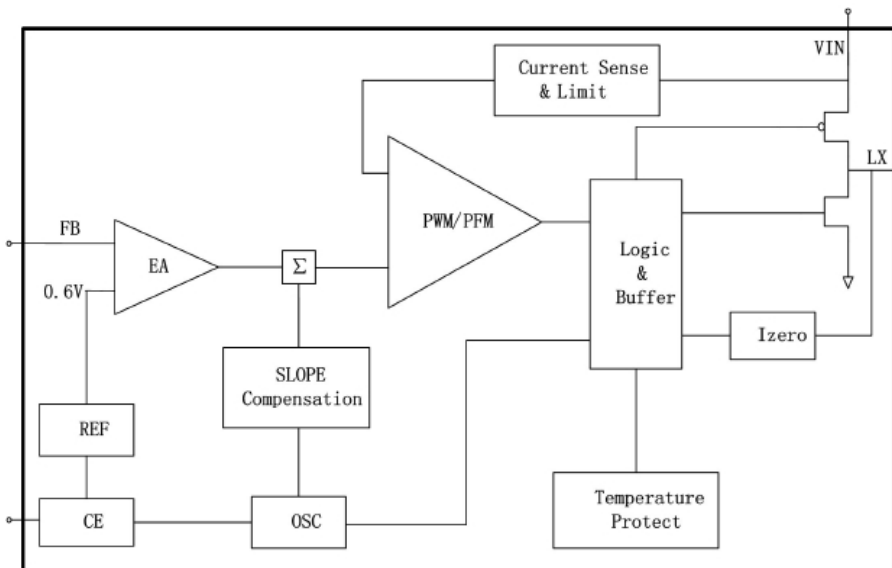 VIN
Current Sense
& Limit
LX
FB
PWM/PFM
EA
Σ
Logic
&
Buffer
0.6V
Izero
SLOPE
Compensation
REF
Temperature
Protect
CE
OSC